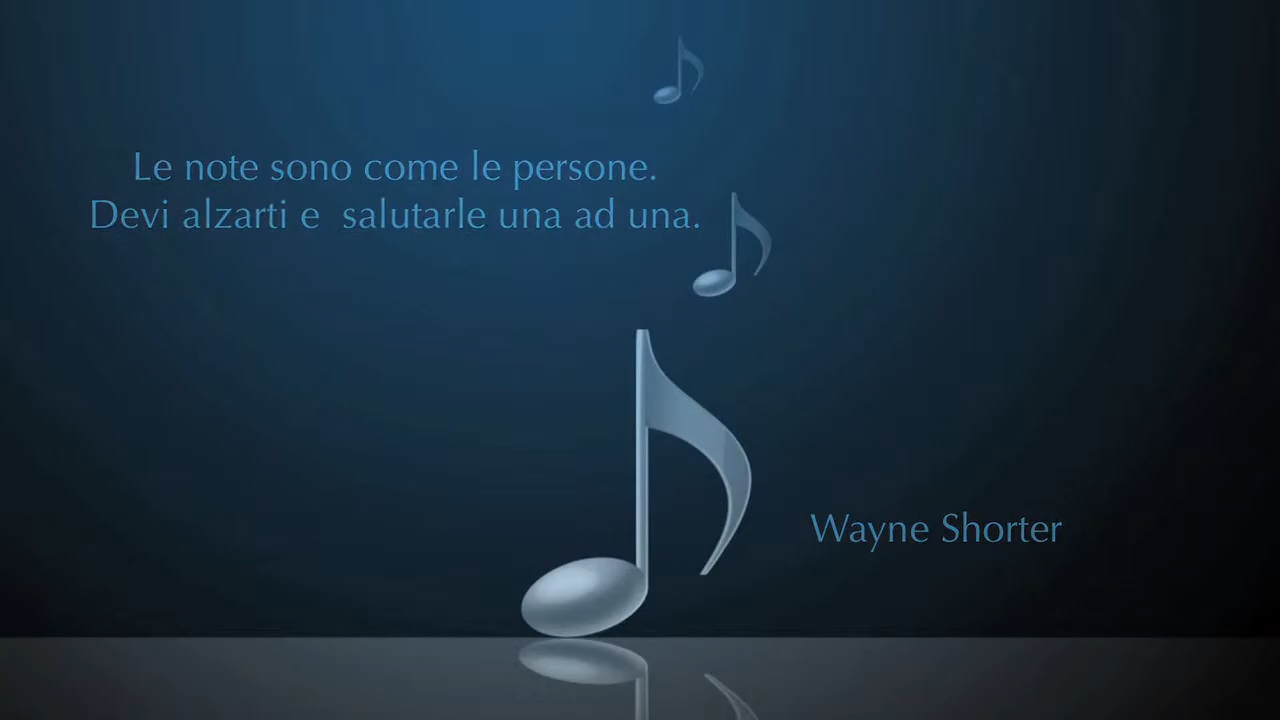 Le note sono come le persone.
Devi alzarti e  salutarle una ad una.
Wayne Shorter